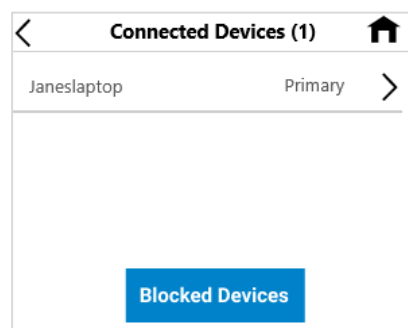 Connected Devices (1)
Janeslaptop Primary
Blocked Devices